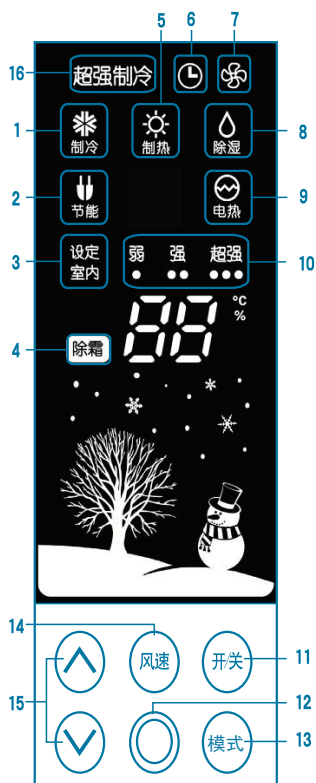 5 6 7
16 超强制冷
1 制冷 制热 除湿 8
2 节能 电热 9
3 设定 弱 强 超强 10
室内
88 °C
%
4 除霜
14 风速 开/关 11
15 12
模式 13